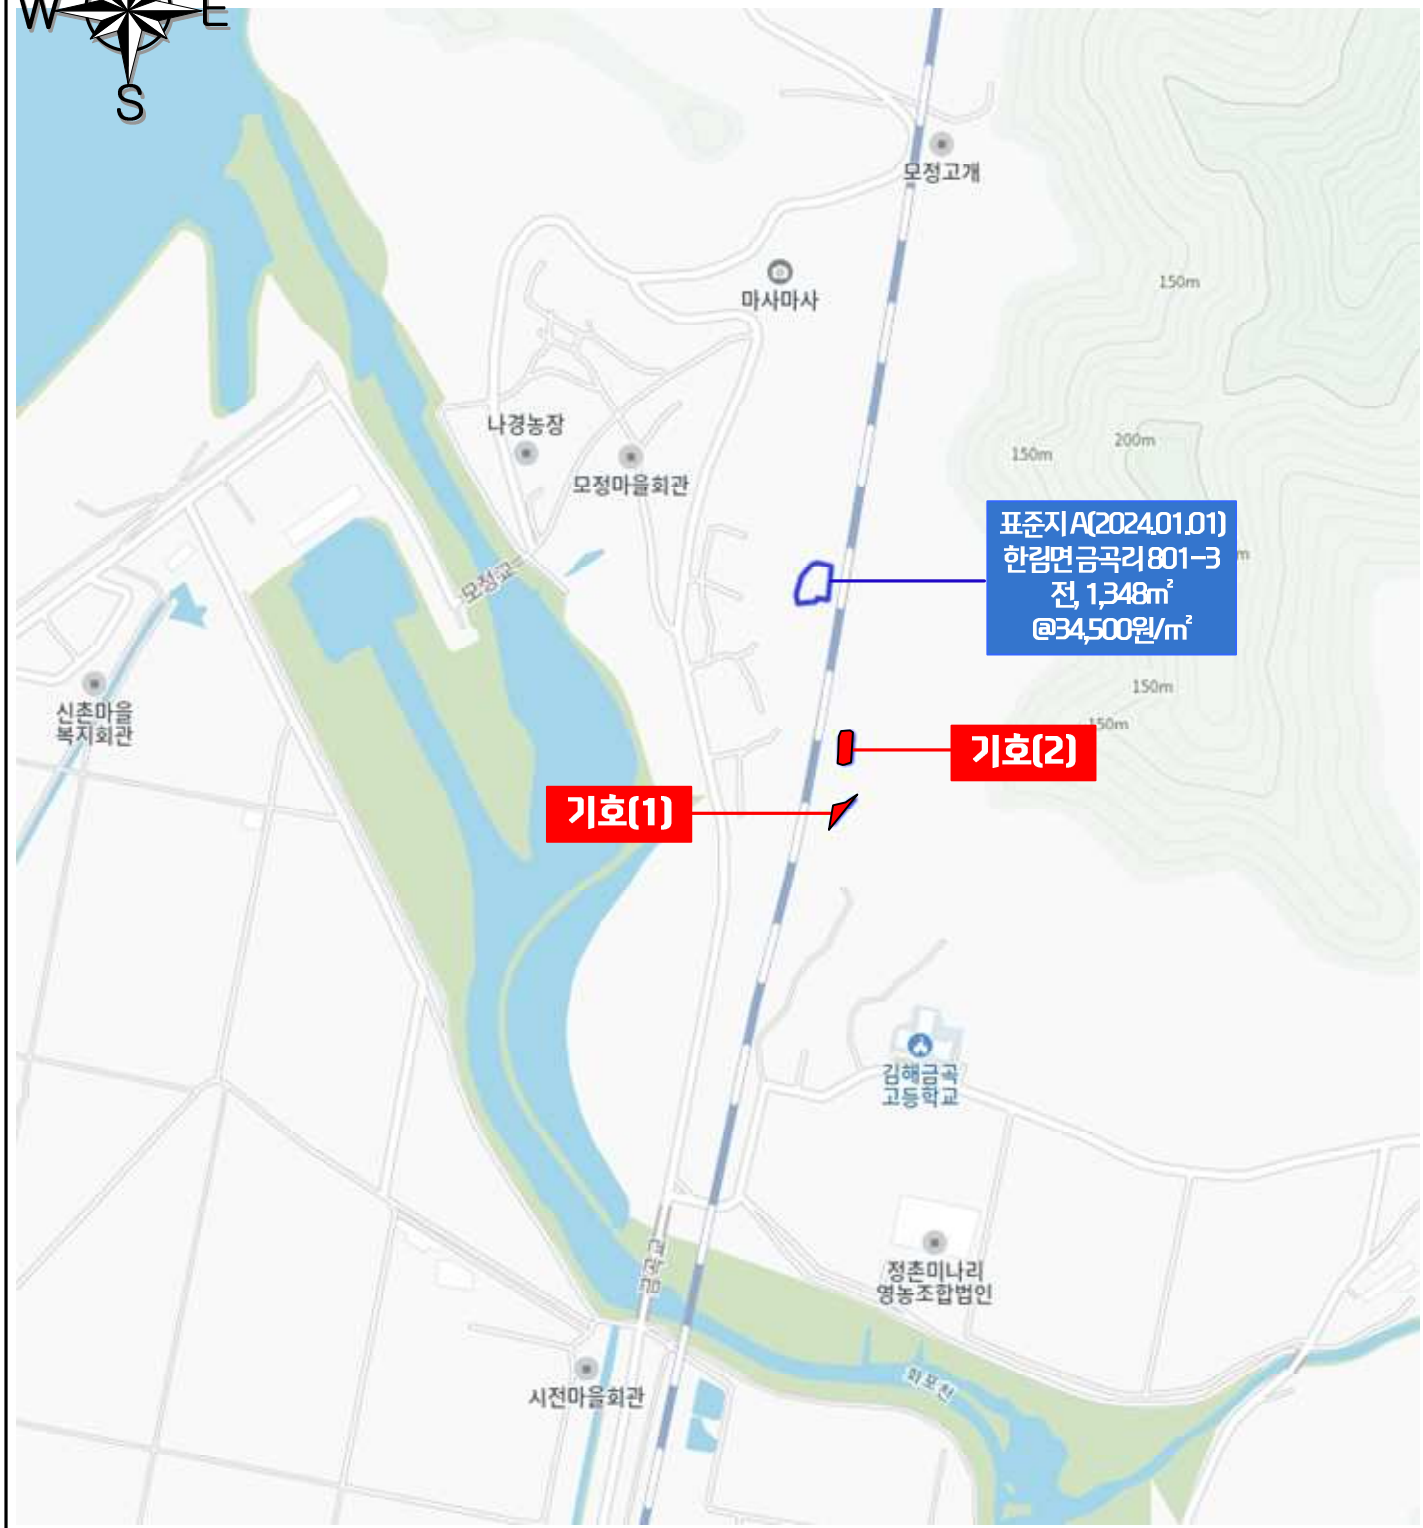 W
E
S
모정고개
150m
마사마사
나경농장
150m
200m
모정마을회관
표준지 A(2024.01.01)
한림면 금곡리 801-3
전, 1,348㎡
@34,500원/㎡
m
모정교
신촌마을
복지회관
150m
150m
기호(2)
기호(1)
김해금곡
고등학교
금곡교
정촌미나리
영농조합법인
시전마을회관
화포천